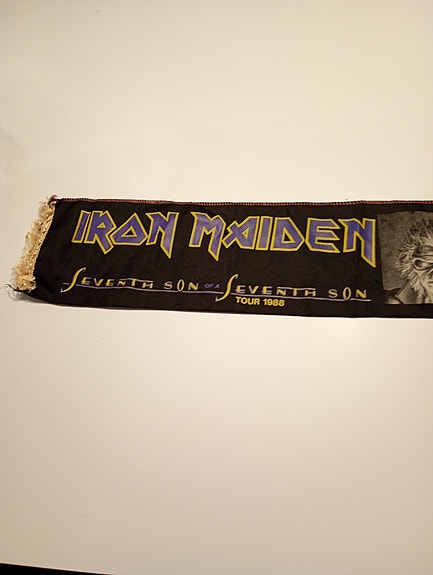 IRON MAIDEN
SEVENTH SON OF A SEVENTH SON
TOUR 1988